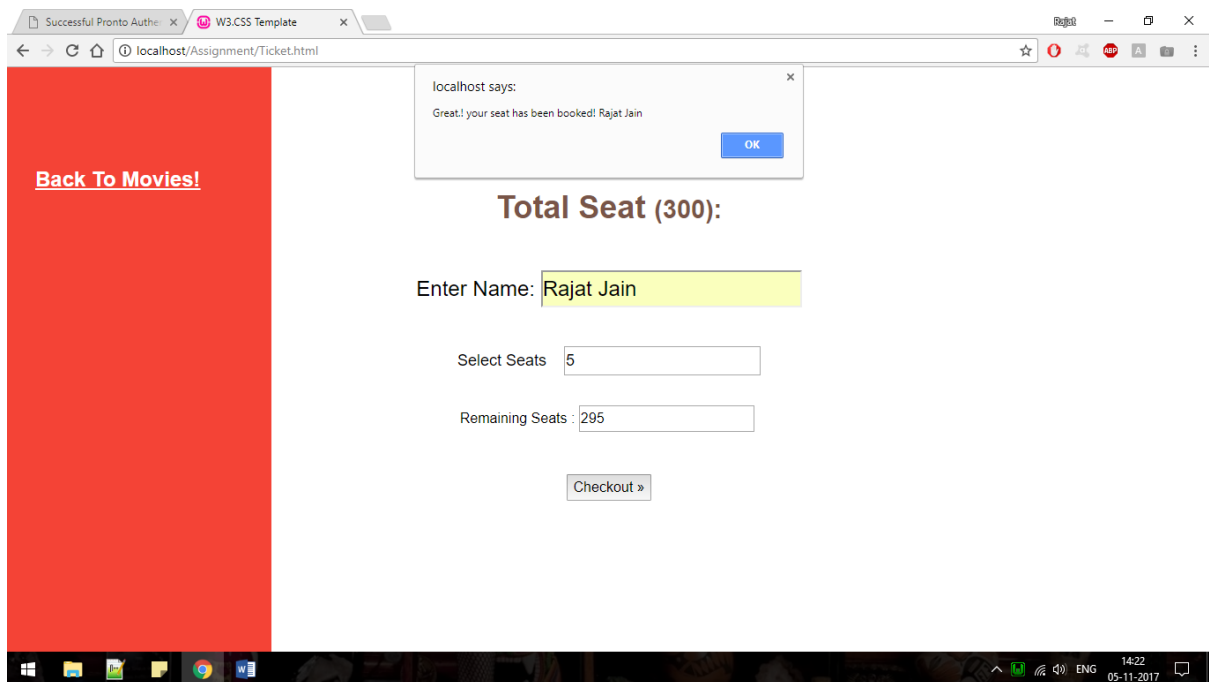 Successful Pronto Authe
W3.CSS Template
Rajat
localhost/Assignment/Ticket.html
ABP
A
localhost says:
Great.! your seat has been booked! Rajat Jain
OK
Back To Movies!
Total Seat (300):
Enter Name: Rajat Jain
Select Seats 5
Remaining Seats : 295
Checkout »
ENG
14:22
05-11-2017